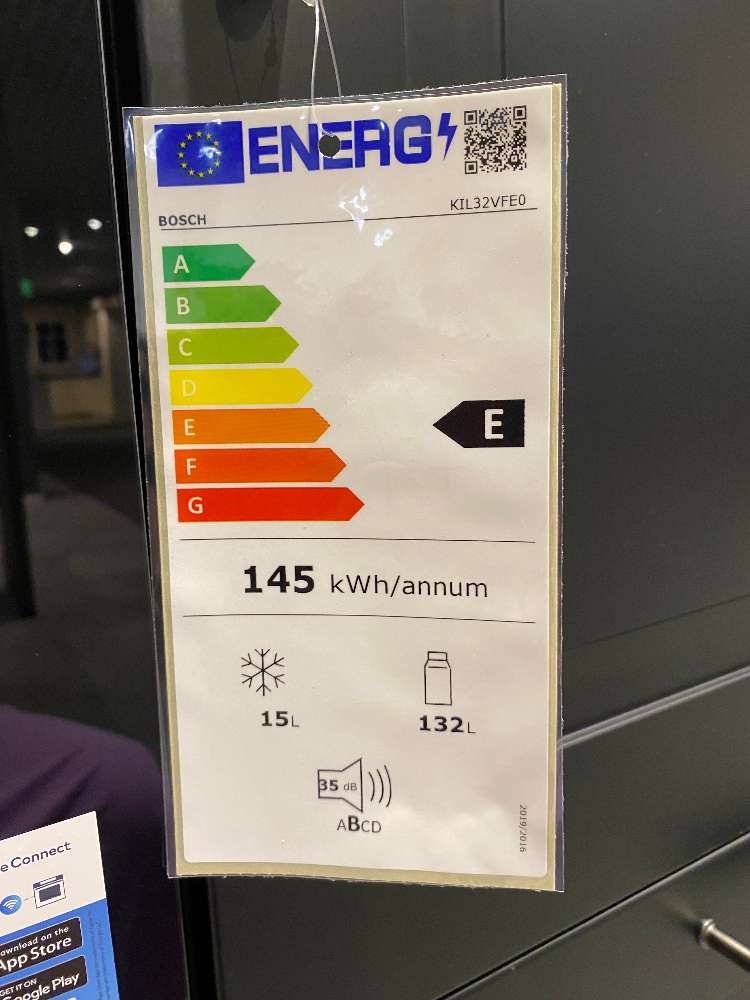 ENERG
BOSCH
KIL32VFE0
A
B
C
D
E
F
G
E
145 kWh/annum
15L
132L
35 dB
ABCD
2019/2016
e Connect
ownload on the
App Store
GET IT ON
Google Play